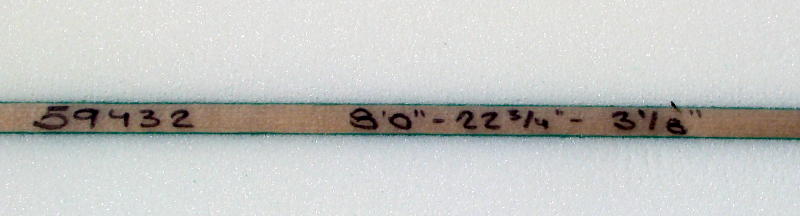 59432 8'0" - 22 3/4" - 3 1/8"